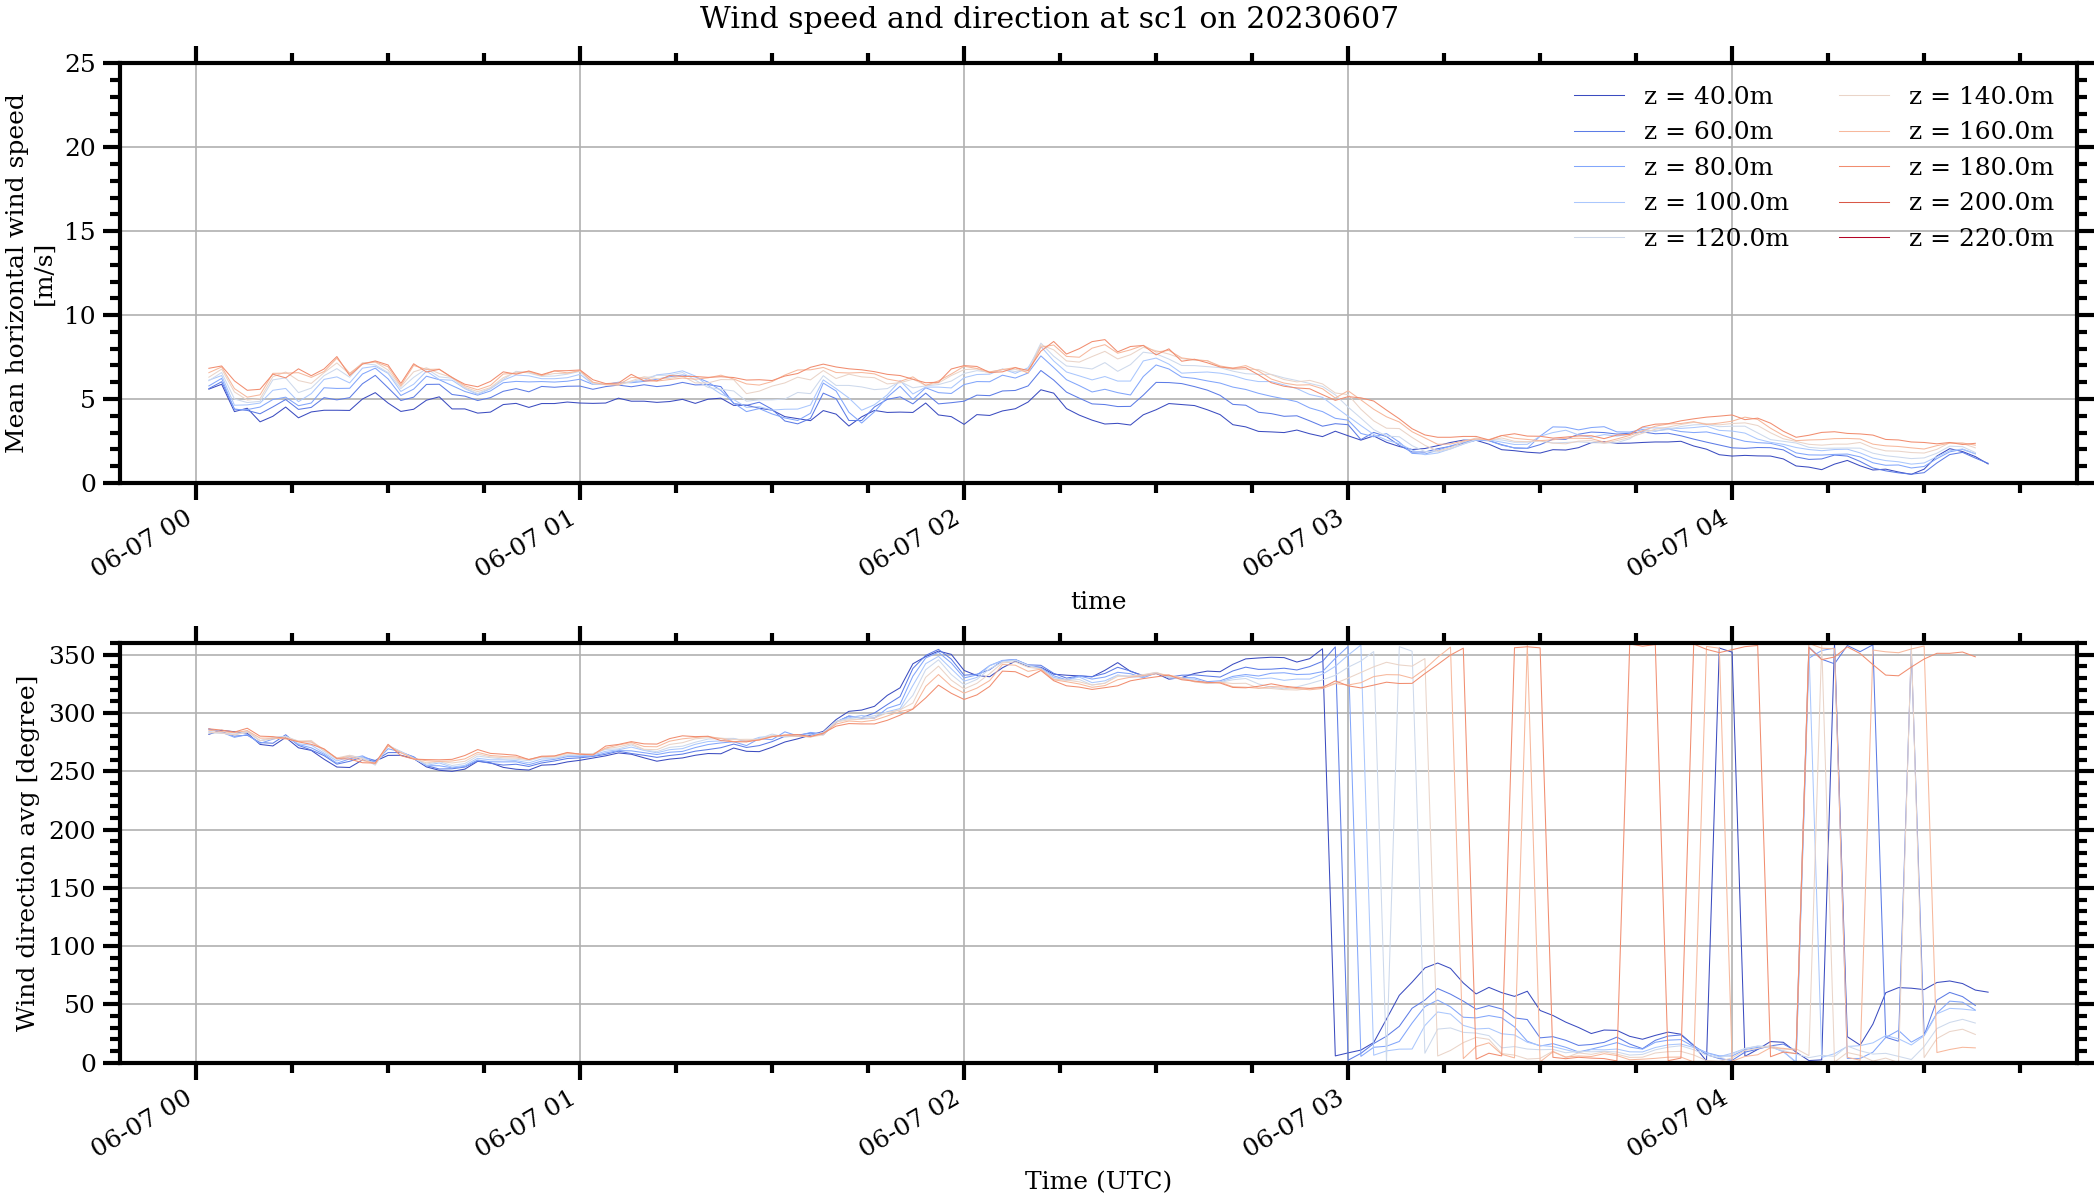 Wind speed and direction at sc1 on 20230607
Mean horizontal wind speed
[m/s]
25
20
15
10
5
0
z = 40.0m
z = 60.0m
z = 80.0m
z = 100.0m
z = 120.0m
z = 140.0m
z = 160.0m
z = 180.0m
z = 200.0m
z = 220.0m
06-07 00
06-07 01
06-07 02
06-07 03
06-07 04
time
Wind direction avg [degree]
350
300
250
200
150
100
50
0
06-07 00
06-07 01
06-07 02
06-07 03
06-07 04
Time (UTC)